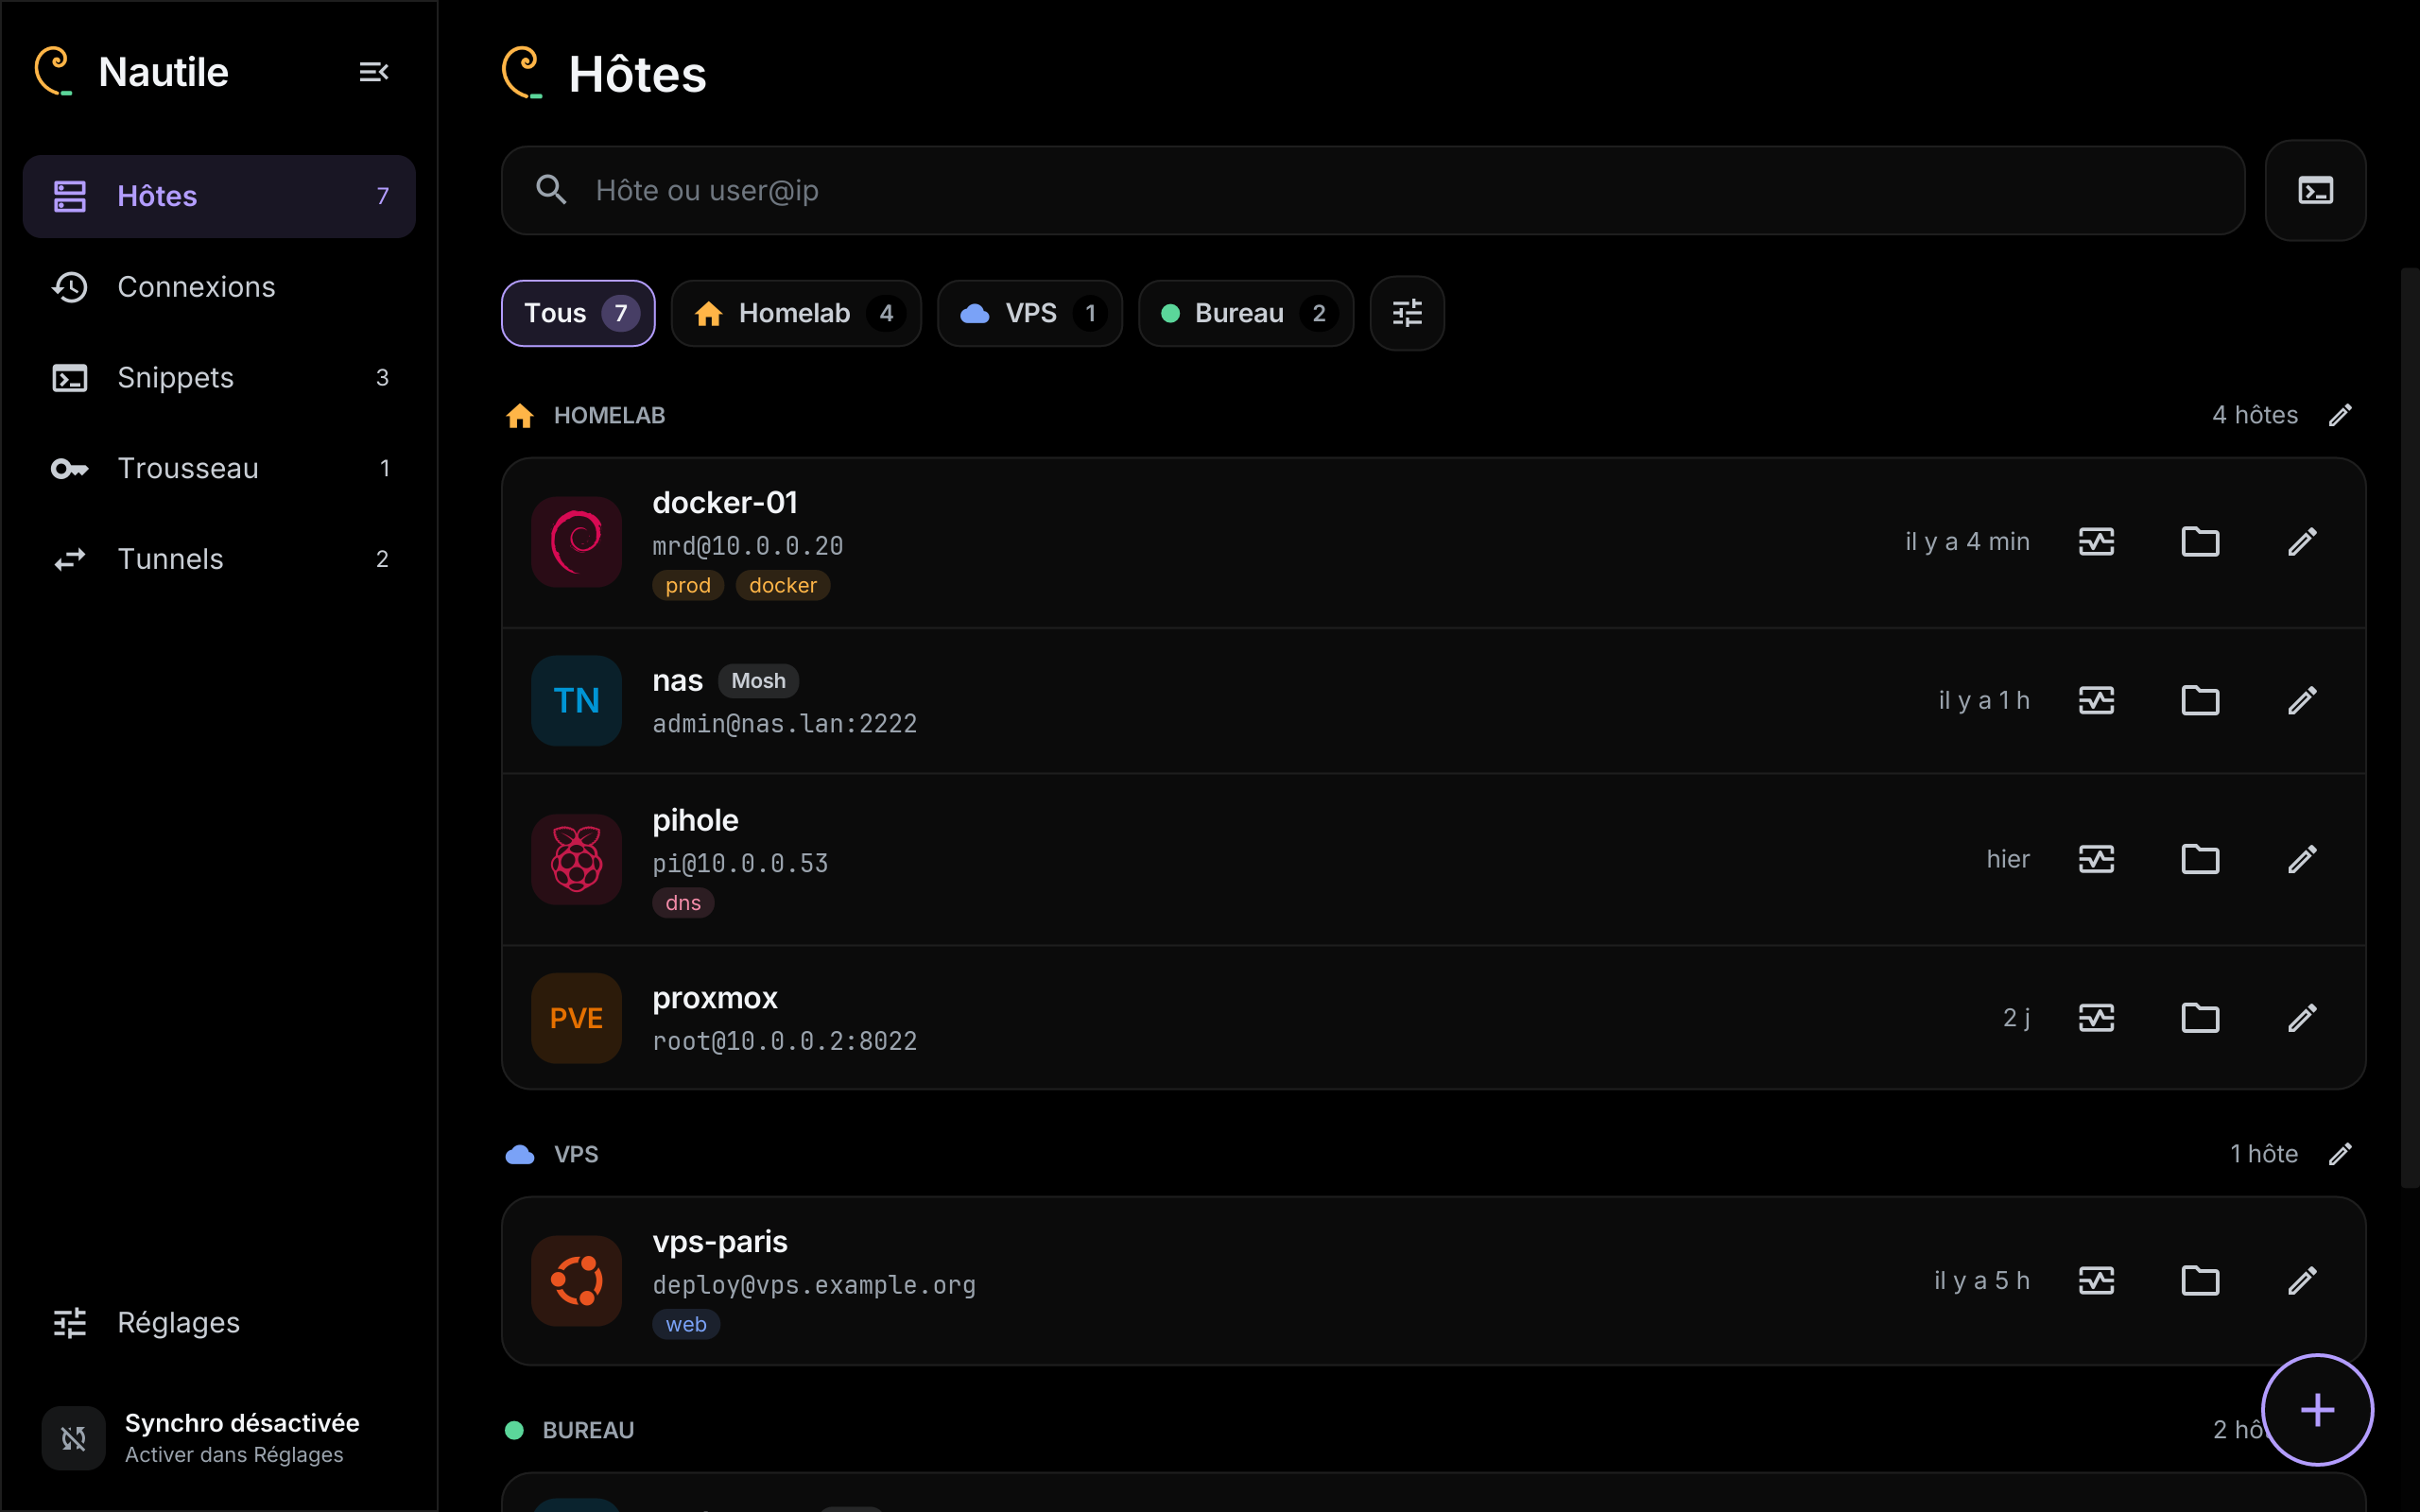 Nautile
Hôtes 7
Connexions
Snippets 3
Trousseau 1
Tunnels 2
Réglages
Synchro désactivée
Activer dans Réglages
Hôtes
Hôte ou user@ip
Tous 7 Homelab 4 VPS 1 Bureau 2
HOMELAB 4 hôtes
docker-01
mrd@10.0.0.20
prod docker
il y a 4 min
TN
nas Mosh
admin@nas.lan:2222
il y a 1 h
pihole
pi@10.0.0.53
dns
hier
PVE
proxmox
root@10.0.0.2:8022
2 j
VPS 1 hôte
vps-paris
deploy@vps.example.org
web
il y a 5 h
BUREAU 2